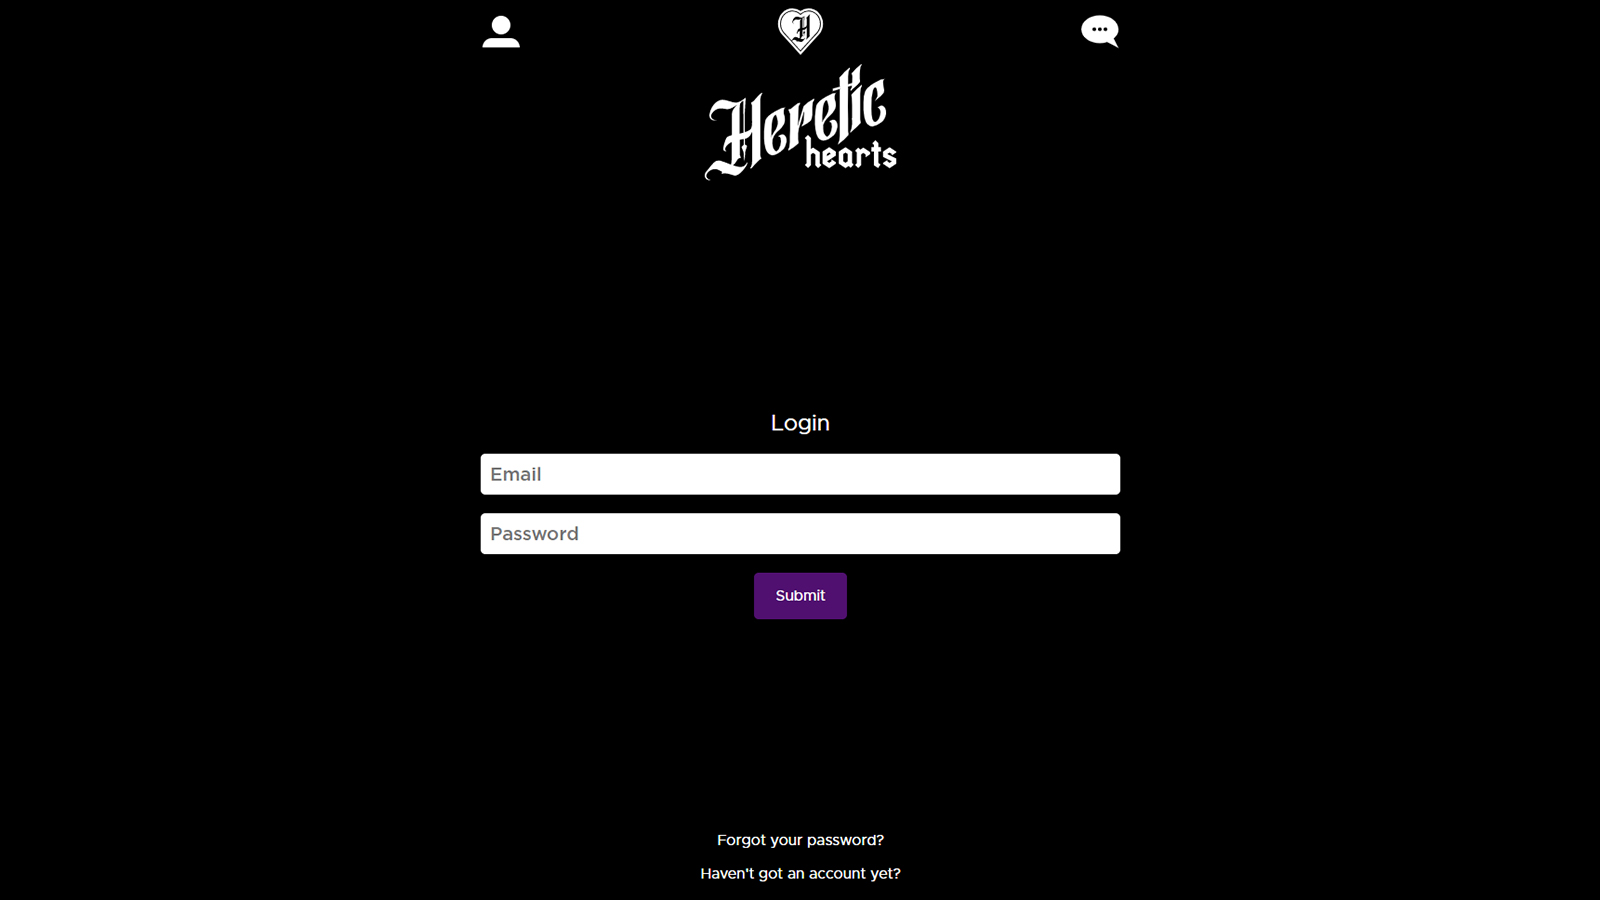 H
Heretic
hearts
Login
Email
Password
Submit
Forgot your password?
Haven't got an account yet?